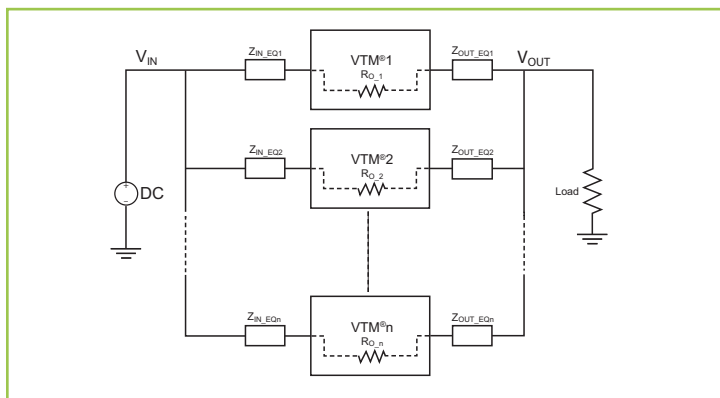 V_IN
Z_IN_EQ1
VTM®1
R_O_1
Z_OUT_EQ1
V_OUT
Z_IN_EQ2
VTM®2
R_O_2
Z_OUT_EQ2
+
−
DC
Load
Z_IN_EQn
VTM®n
R_O_n
Z_OUT_EQn